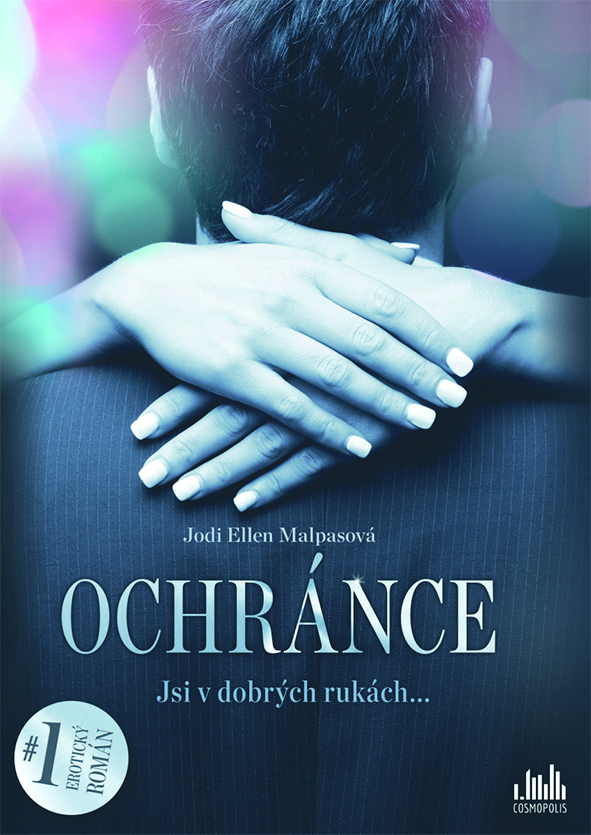 Jodi Ellen Malpasová
OCHRÁNCE
Jsi v dobrých rukách...
#1
EROTICKÝ
ROMÁN
COSMOPOLIS